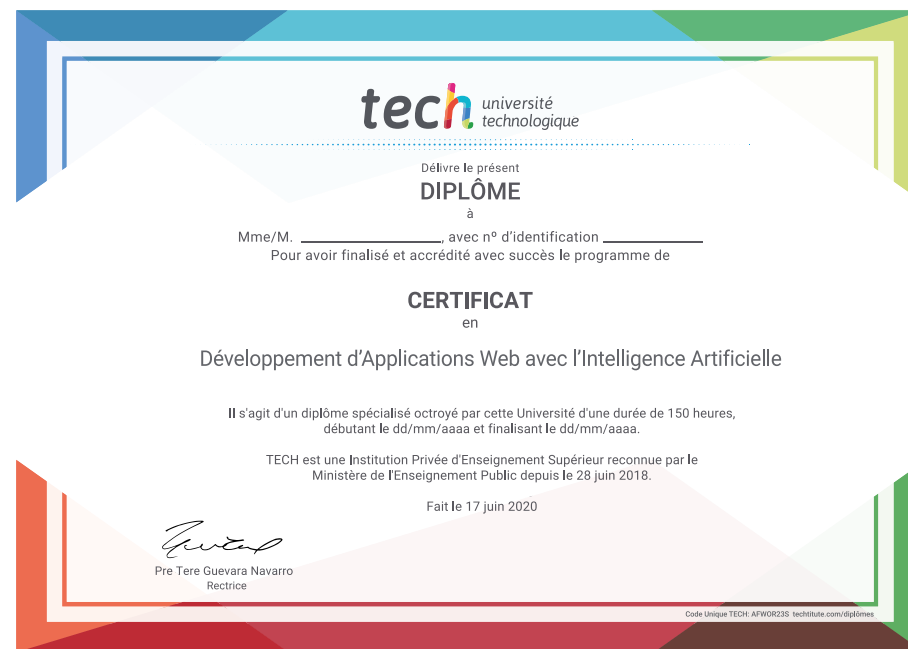 tech université
technologique
Délivre le présent
DIPLÔME
à
Mme/M. ____________________, avec nº d'identification ______________
Pour avoir finalisé et accrédité avec succès le programme de
CERTIFICAT
en
Développement d'Applications Web avec l'Intelligence Artificielle
Il s'agit d'un diplôme spécialisé octroyé par cette Université d'une durée de 150 heures,
débutant le dd/mm/aaaa et finalisant le dd/mm/aaaa.
TECH est une Institution Privée d'Enseignement Supérieur reconnue par le
Ministère de l'Enseignement Public depuis le 28 juin 2018.
Fait le 17 juin 2020
Pre Tere Guevara Navarro
Rectrice
Code Unique TECH: AFWOR23S techtitute.com/diplômes